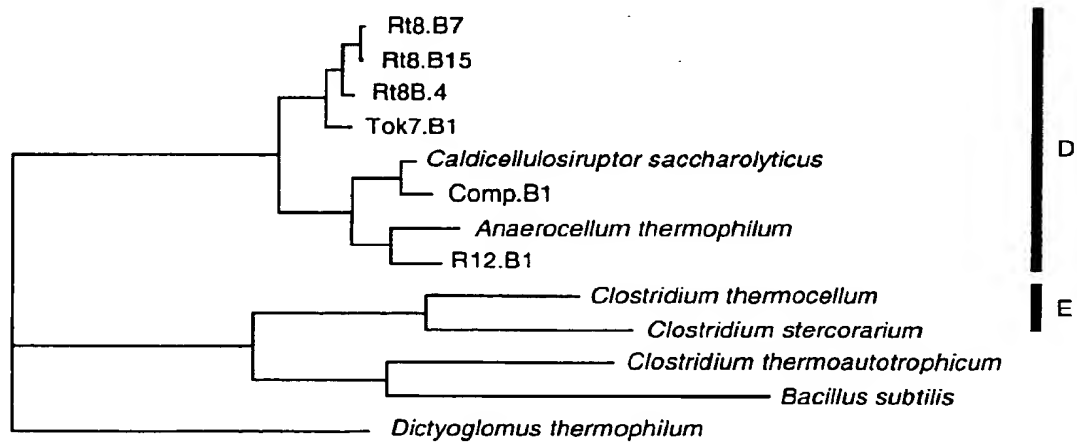 Rt8.B7
Rt8.B15
Rt8B.4
Tok7.B1
D
Caldicellulosiruptor saccharolyticus
Comp.B1
Anaerocellum thermophilum
R12.B1
Clostridium thermocellum
E
Clostridium stercorarium
Clostridium thermoautotrophicum
Bacillus subtilis
Dictyoglomus thermophilum